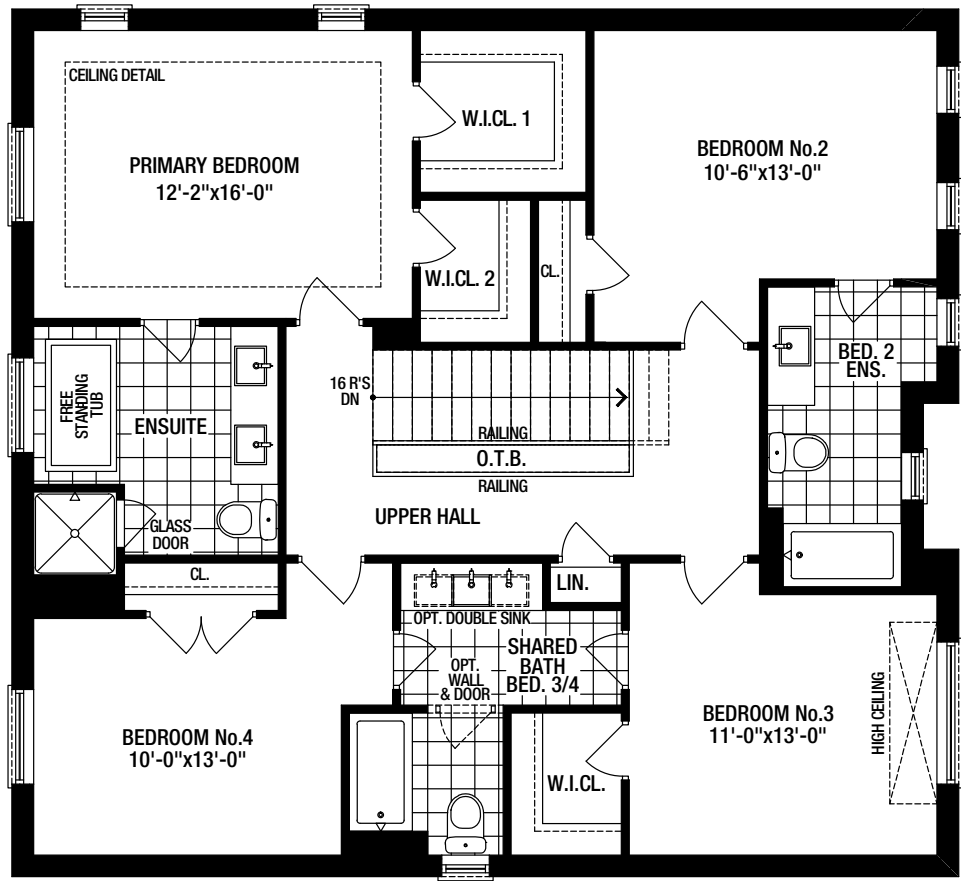 CEILING DETAIL
PRIMARY BEDROOM
12'-2"x16'-0"
W.I.CL. 1
BEDROOM No.2
10'-6"x13'-0"
W.I.CL. 2
CL.
BED. 2
ENS.
16 R'S
DN
FREE
STANDING
TUB
ENSUITE
RAILING
O.T.B.
RAILING
UPPER HALL
GLASS
DOOR
CL.
LIN.
OPT. DOUBLE SINK
SHARED
BATH
BED. 3/4
OPT.
WALL
& DOOR
BEDROOM No.4
10'-0"x13'-0"
BEDROOM No.3
11'-0"x13'-0"
HIGH CEILING
W.I.CL.